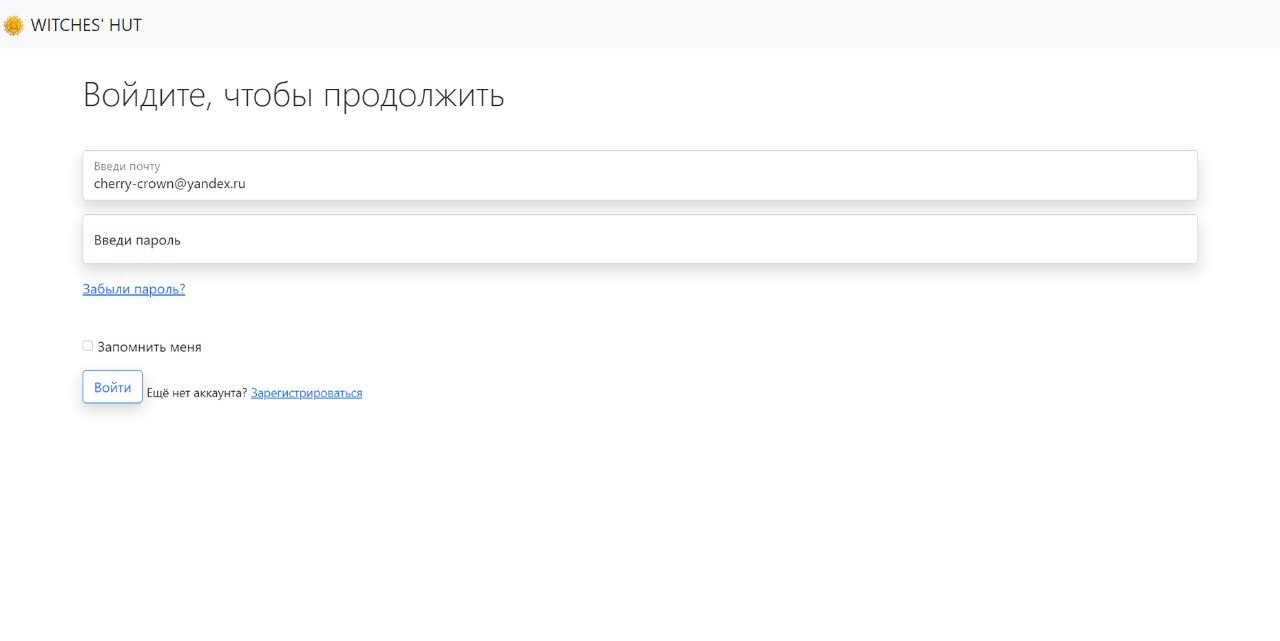 WITCHES' HUT
Войдите, чтобы продолжить
Введи почту
cherry-crown@yandex.ru
Введи пароль
Забыли пароль?
Запомнить меня
Войти Ещё нет аккаунта? Зарегистрироваться